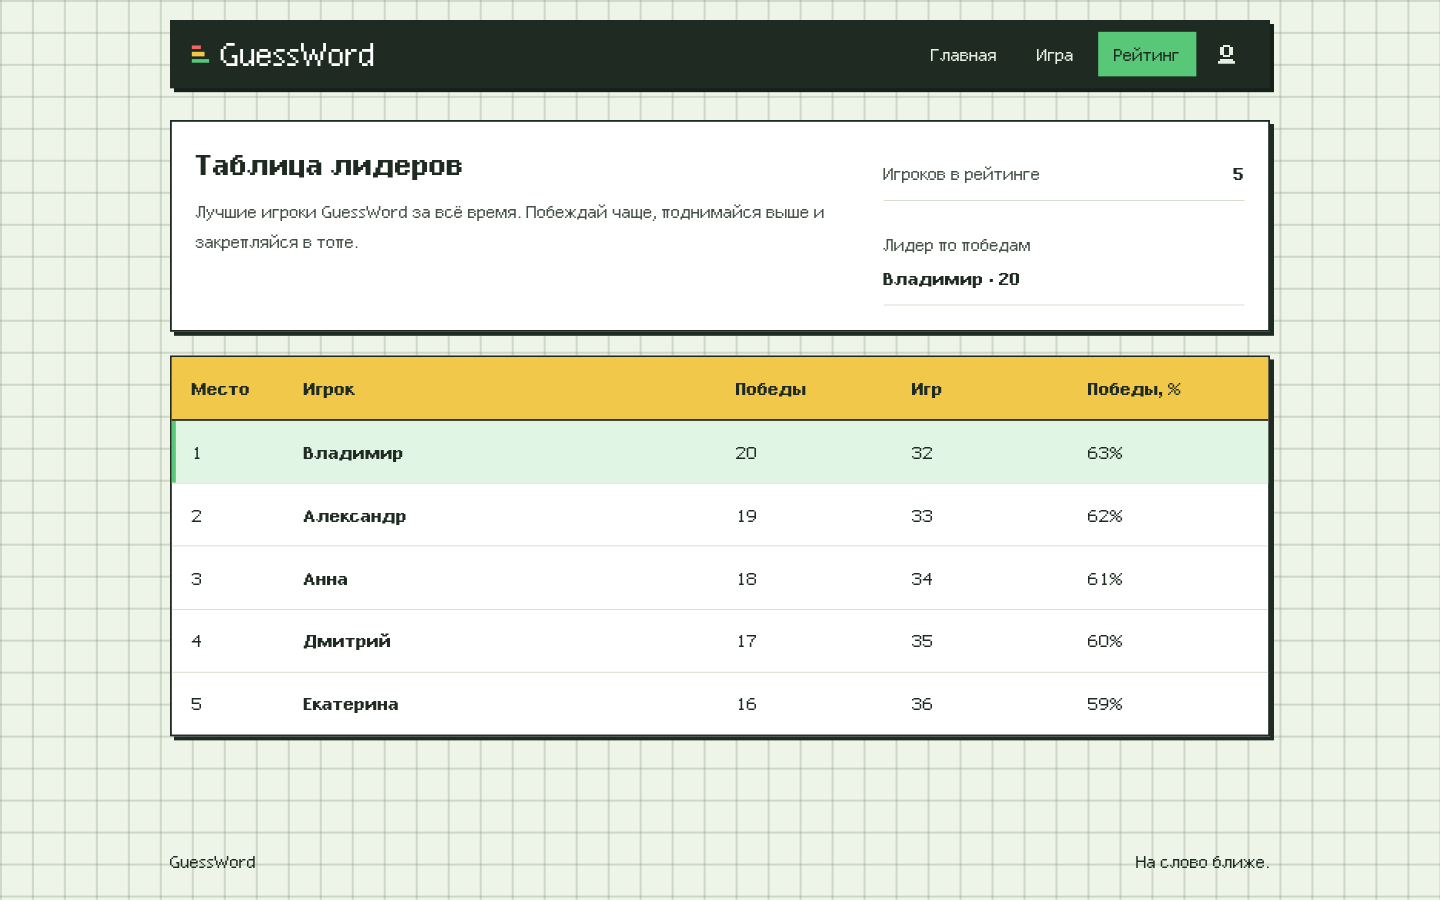 GuessWord
Главная Игра Рейтинг
Таблица лидеров
Лучшие игроки GuessWord за всё время. Побеждай чаще, поднимайся выше и
закрепляйся в топе.
Игроков в рейтинге 5
Лидер по победам
Владимир · 20
Место Игрок Победы Игр Победы, %
1 Владимир 20 32 63%
2 Александр 19 33 62%
3 Анна 18 34 61%
4 Дмитрий 17 35 60%
5 Екатерина 16 36 59%
GuessWord На слово ближе.